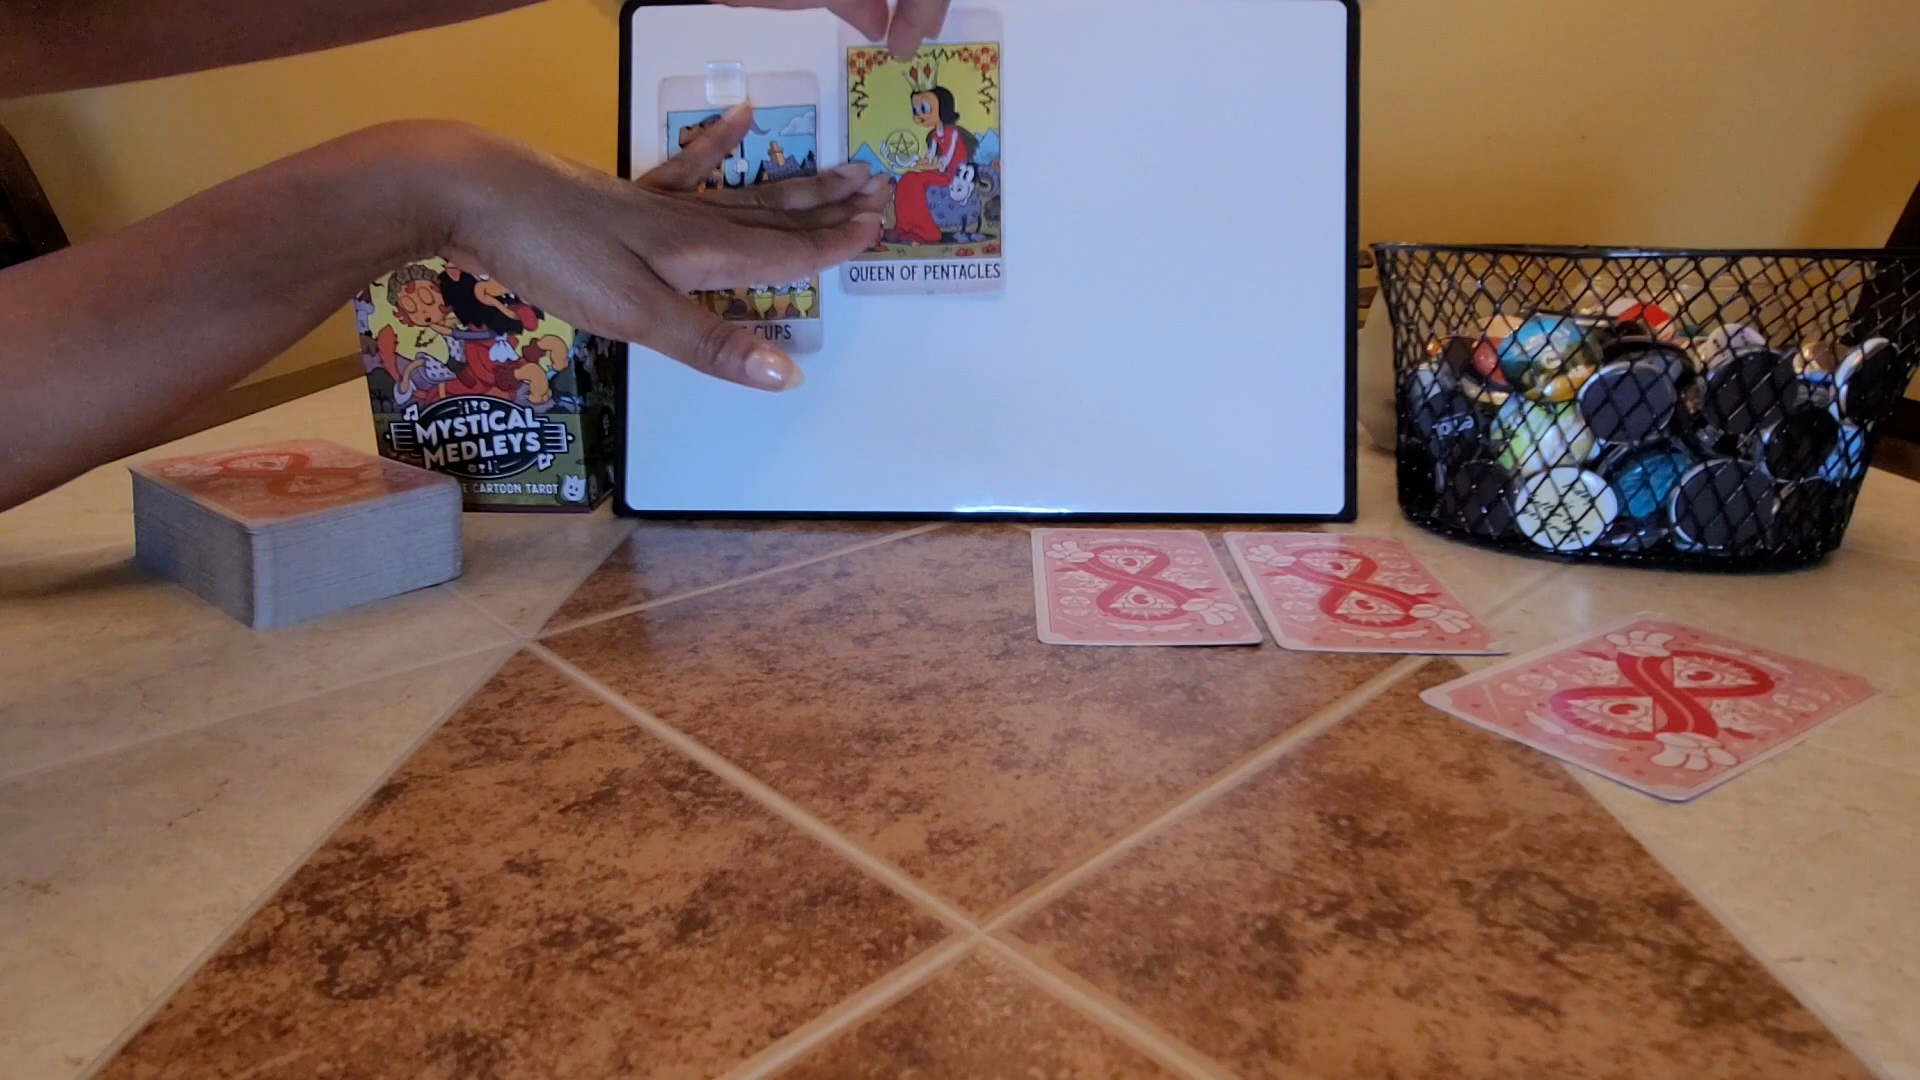 QUEEN OF PENTACLES
CUPS
MYSTICAL
MEDLEYS
CARTOON TAROT